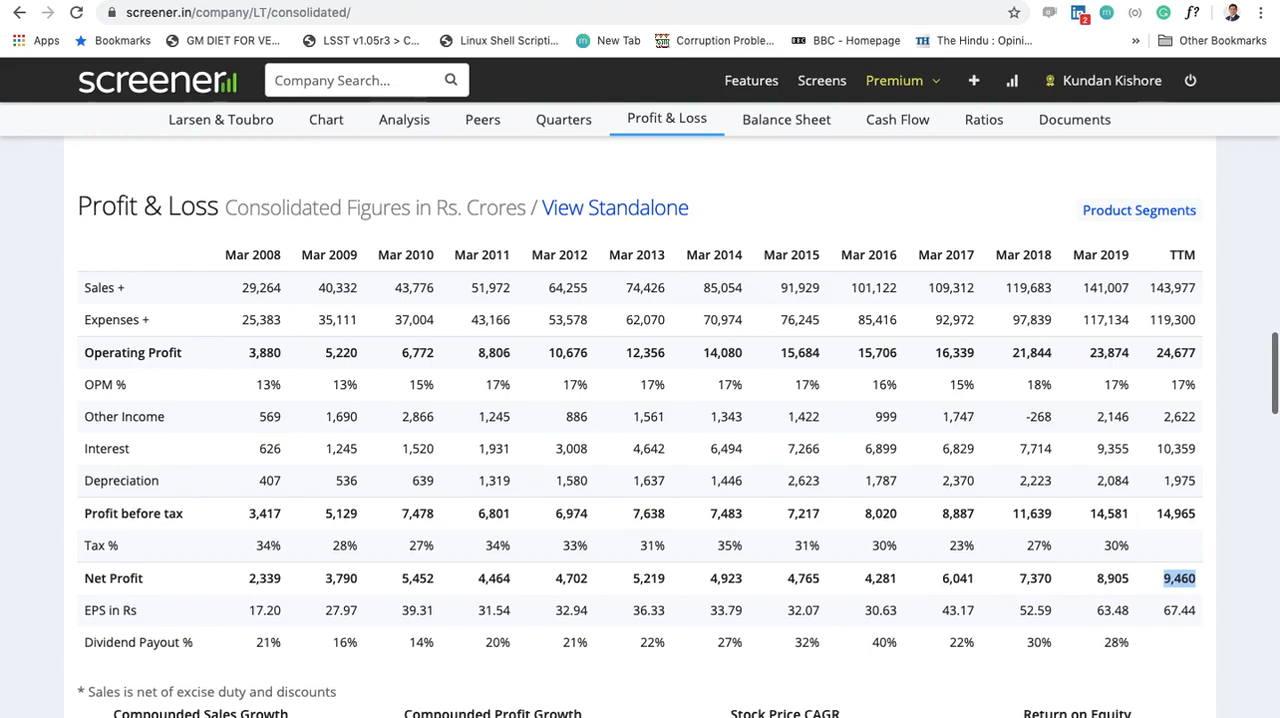 screener.in/company/LT/consolidated/
2
f?
Apps Bookmarks GM DIET FOR VE... LSST v1.05r3 > C... Linux Shell Scripti... m New Tab Corruption Proble... BBC BBC - Homepage TH The Hindu : Opini... » Other Bookmarks
screener Company Search... Features Screens Premium + Kundan Kishore
Larsen & Toubro Chart Analysis Peers Quarters Profit & Loss Balance Sheet Cash Flow Ratios Documents
Profit & Loss Consolidated Figures in Rs. Crores / View Standalone
Product Segments
Mar 2008 Mar 2009 Mar 2010 Mar 2011 Mar 2012 Mar 2013 Mar 2014 Mar 2015 Mar 2016 Mar 2017 Mar 2018 Mar 2019 TTM
Sales + 29,264 40,332 43,776 51,972 64,255 74,426 85,054 91,929 101,122 109,312 119,683 141,007 143,977
Expenses + 25,383 35,111 37,004 43,166 53,578 62,070 70,974 76,245 85,416 92,972 97,839 117,134 119,300
Operating Profit 3,880 5,220 6,772 8,806 10,676 12,356 14,080 15,684 15,706 16,339 21,844 23,874 24,677
OPM % 13% 13% 15% 17% 17% 17% 17% 17% 16% 15% 18% 17% 17%
Other Income 569 1,690 2,866 1,245 886 1,561 1,343 1,422 999 1,747 -268 2,146 2,622
Interest 626 1,245 1,520 1,931 3,008 4,642 6,494 7,266 6,899 6,829 7,714 9,355 10,359
Depreciation 407 536 639 1,319 1,580 1,637 1,446 2,623 1,787 2,370 2,223 2,084 1,975
Profit before tax 3,417 5,129 7,478 6,801 6,974 7,638 7,483 7,217 8,020 8,887 11,639 14,581 14,965
Tax % 34% 28% 27% 34% 33% 31% 35% 31% 30% 23% 27% 30%
Net Profit 2,339 3,790 5,452 4,464 4,702 5,219 4,923 4,765 4,281 6,041 7,370 8,905 9,460
EPS in Rs 17.20 27.97 39.31 31.54 32.94 36.33 33.79 32.07 30.63 43.17 52.59 63.48 67.44
Dividend Payout % 21% 16% 14% 20% 21% 22% 27% 32% 40% 22% 30% 28%
* Sales is net of excise duty and discounts
Compounded Sales Growth Compounded Profit Growth Stock Price CAGR Return on Equity